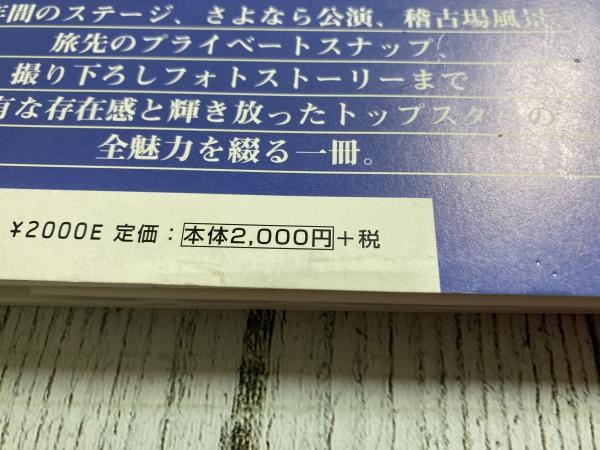 年間のステージ、さよなら公演、稽古場風景
旅先のプライベートスナップ、
撮り下ろしフォトストーリーまで
有な存在感と輝き放ったトップスターの
全魅力を綴る一冊。
¥2000E 定価：本体2,000円+税